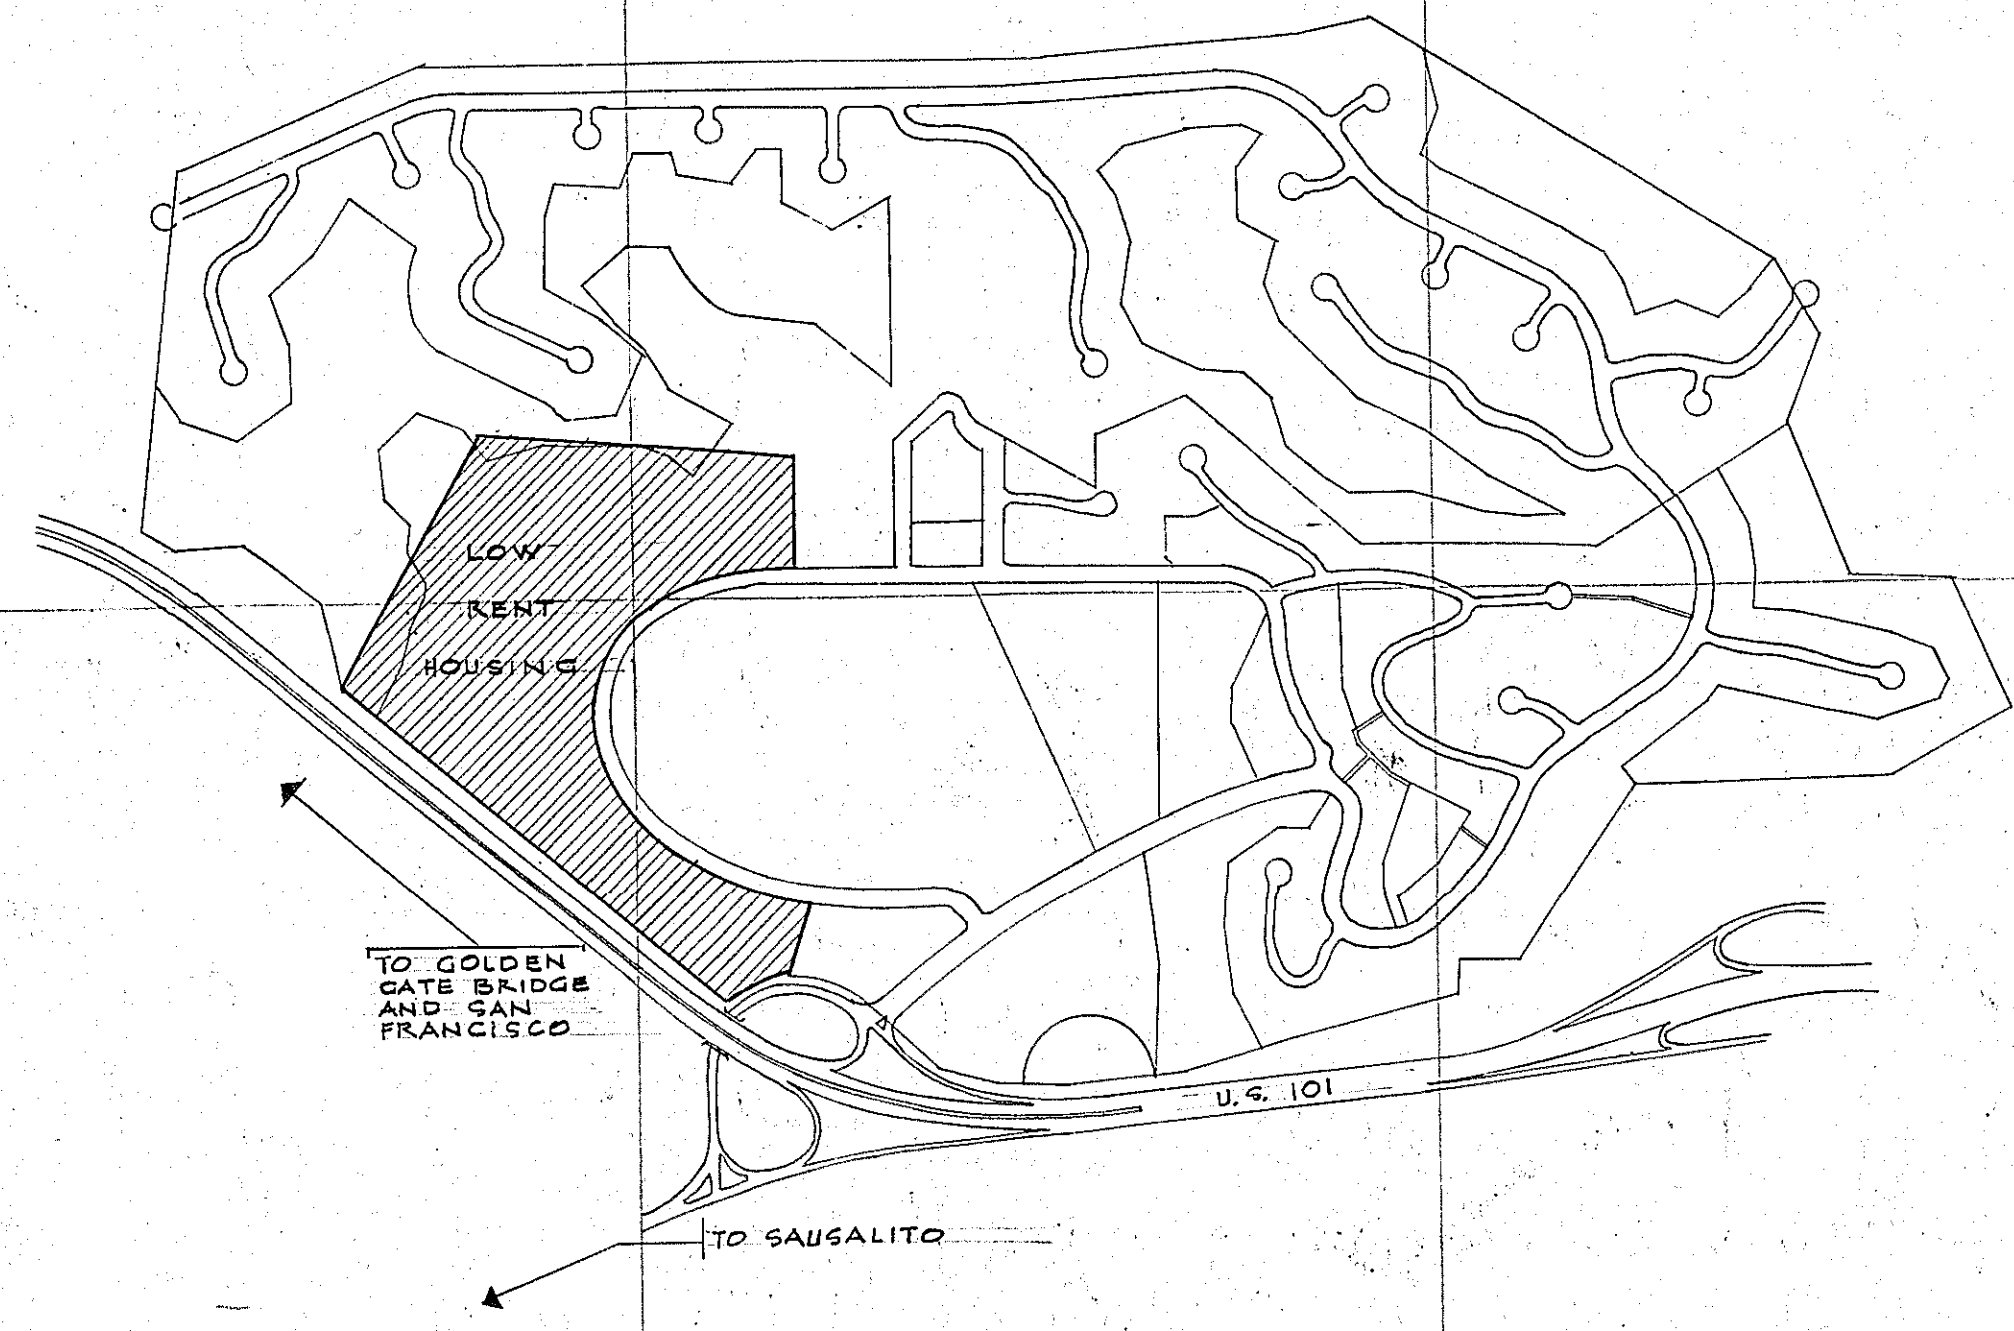 LOW
RENT
HOUSING
TO GOLDEN
GATE BRIDGE
AND SAN
FRANCISCO
U.S. 101
TO SAUSALITO